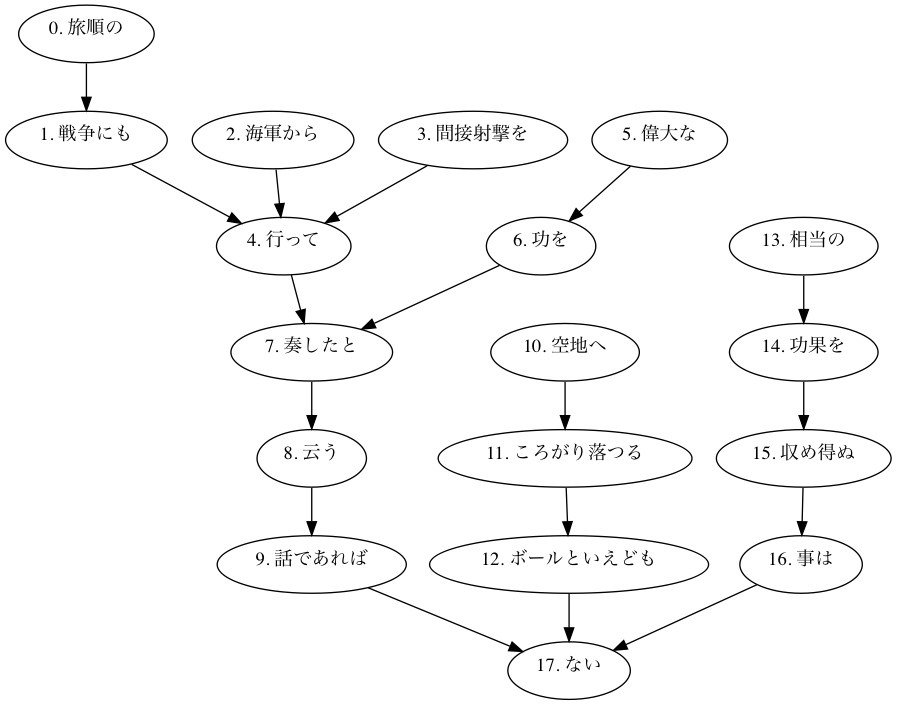 0. 旅順の
1. 戦争にも
2. 海軍から
3. 間接射撃を
5. 偉大な
4. 行って
6. 功を
13. 相当の
7. 奏したと
10. 空地へ
14. 功果を
8. 云う
11. ころがり落つる
15. 収め得ぬ
9. 話であれば
12. ボールといえども
16. 事は
17. ない